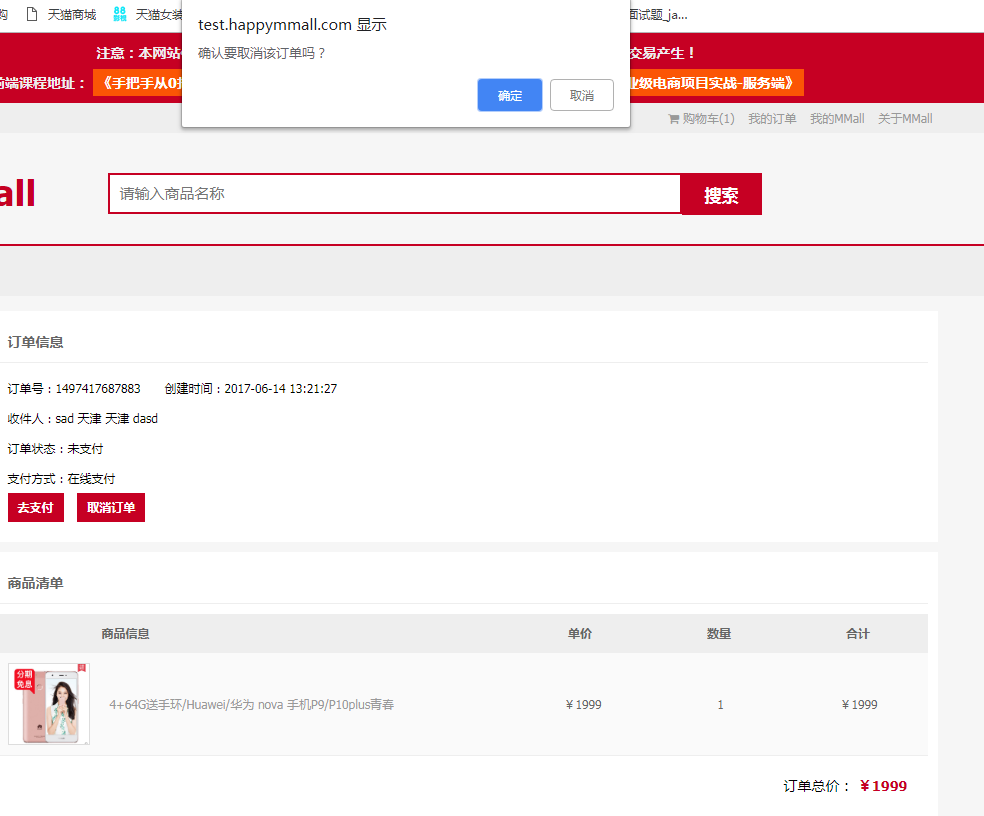 购 天猫商城 天猫女装 面试题_ja...
test.happymmall.com 显示
确认要取消该订单吗？
确定 取消
注意：本网站 交易产生！
前端课程地址： 《手把手从0 业级电商项目实战-服务端》
购物车(1) 我的订单 我的MMall 关于MMall
all
请输入商品名称 搜索
订单信息
订单号：1497417687883 创建时间：2017-06-14 13:21:27
收件人：sad 天津 天津 dasd
订单状态：未支付
支付方式：在线支付
去支付 取消订单
商品清单
商品信息 单价 数量 合计
分期
免息
4+64G送手环/Huawei/华为 nova 手机P9/P10plus青春 ￥1999 1 ￥1999
订单总价： ￥1999